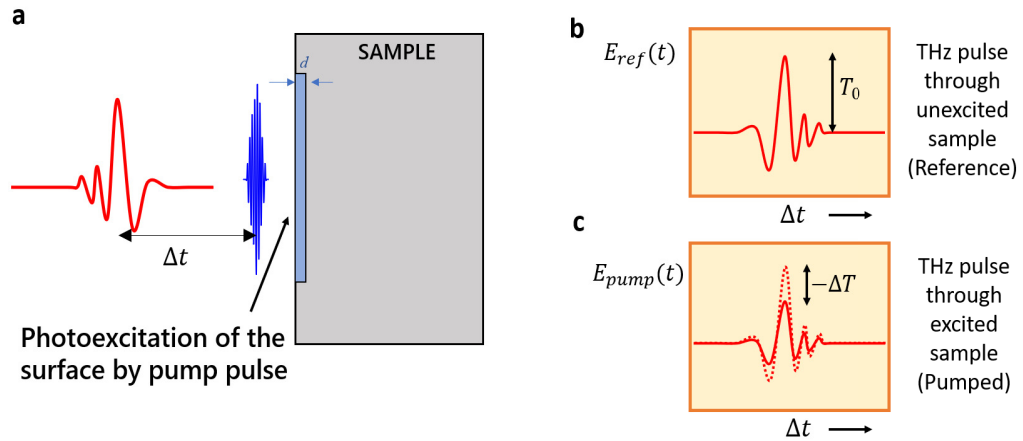 a
SAMPLE
d
Δt
Photoexcitation of the
surface by pump pulse
b
E_ref(t)
T_0
THz pulse
through
unexcited
sample
(Reference)
Δt
c
E_pump(t)
−ΔT
THz pulse
through
excited
sample
(Pumped)
Δt